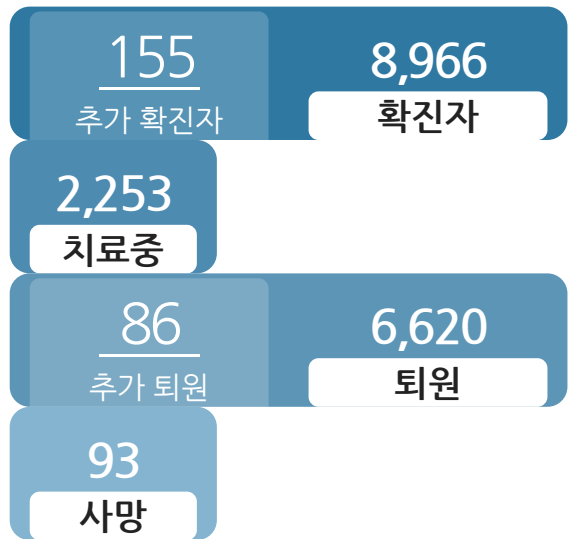 155
추가 확진자
8,966
확진자
2,253
치료중
86
추가 퇴원
6,620
퇴원
93
사망